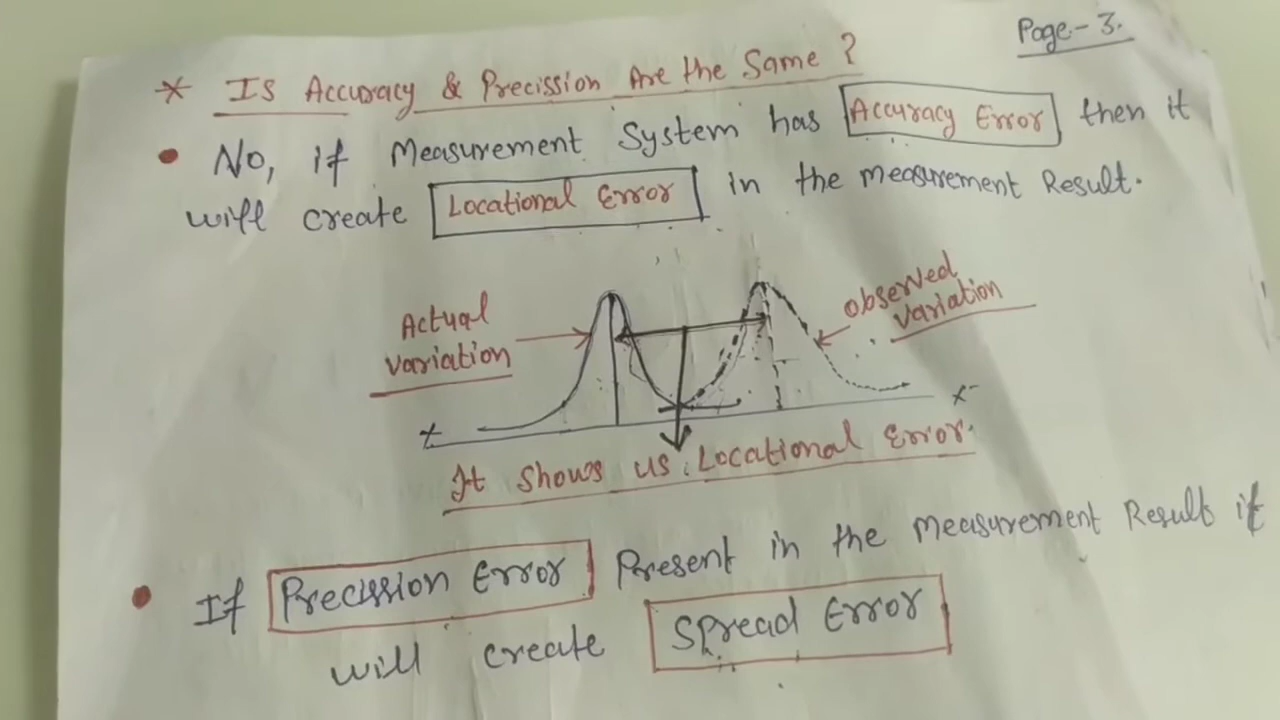 Page - 3.
* Is Accuracy & Precission Are the Same ?
• No, if Measurement System has Accuracy Error then it
will create Locational Error in the measurement Result.
Actual
variation
observed
variation
It Shows us Locational Error.
• If Precission Error Present in the Measurement Result it
will create Spread Error